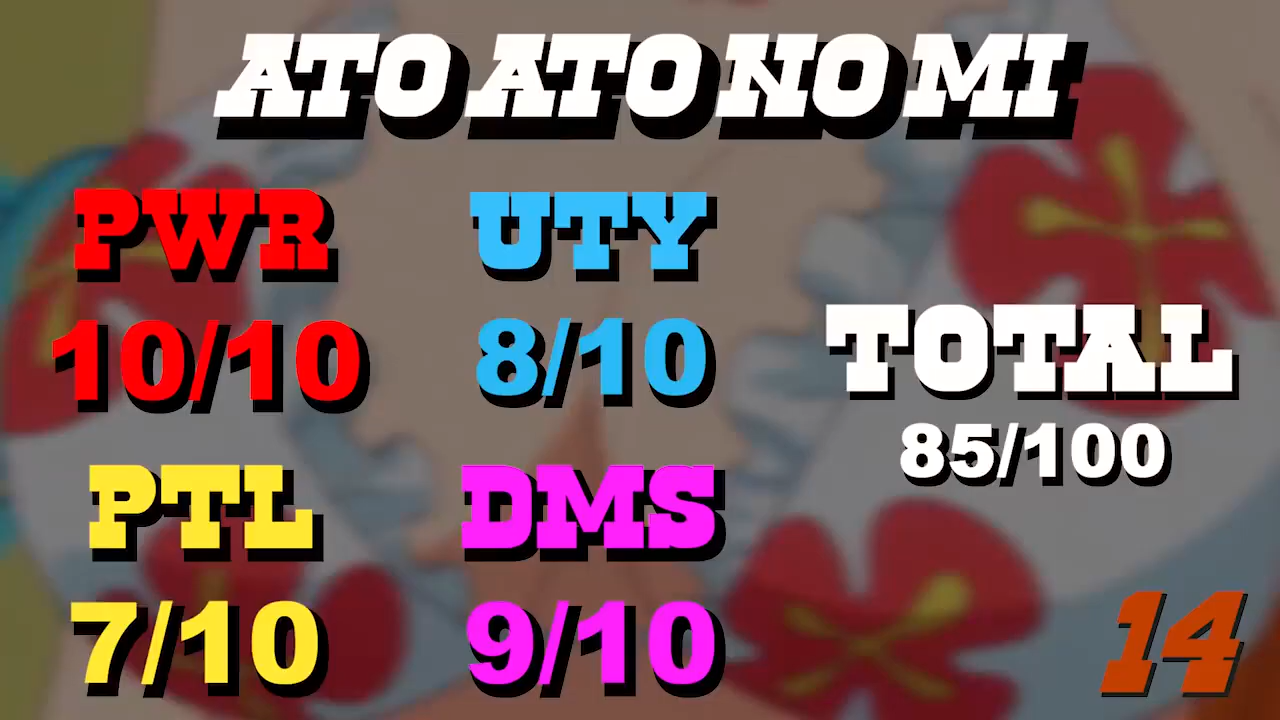 ATO ATO NO MI
PWR UTY
10/10 8/10
TOTAL
85/100
PTL DMS
7/10 9/10
14